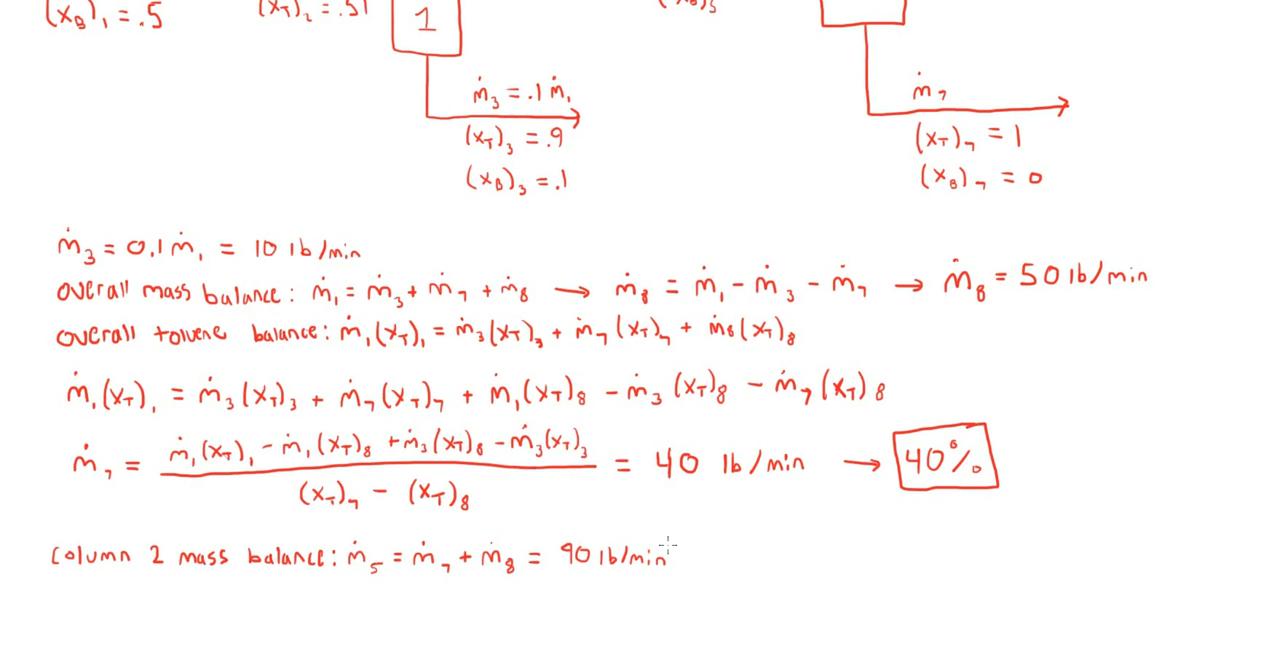 (x_B)_1 = .5
(x_T)_2 = .51
1
ṁ_3 = .1 ṁ_1
(x_T)_3 = .9
(x_B)_3 = .1
ṁ_7
(x_T)_7 = 1
(x_B)_7 = 0
ṁ_3 = 0.1 ṁ_1 = 10 lb/min
overall mass balance: ṁ_1 = ṁ_3 + ṁ_7 + ṁ_8 → ṁ_8 = ṁ_1 - ṁ_3 - ṁ_7 → ṁ_8 = 50 lb/min
overall toluene balance: ṁ_1(x_T)_1 = ṁ_3(x_T)_3 + ṁ_7(x_T)_7 + ṁ_8(x_T)_8
ṁ_1(x_T)_1 = ṁ_3(x_T)_3 + ṁ_7(x_T)_7 + ṁ_1(x_T)_8 - ṁ_3(x_T)_8 - ṁ_7(x_T)_8
ṁ_7 = (ṁ_1(x_T)_1 - ṁ_1(x_T)_8 + ṁ_3(x_T)_8 - ṁ_3(x_T)_3) / ((x_T)_7 - (x_T)_8) = 40 lb/min → 40%
column 2 mass balance: ṁ_5 = ṁ_7 + ṁ_8 = 90 lb/min